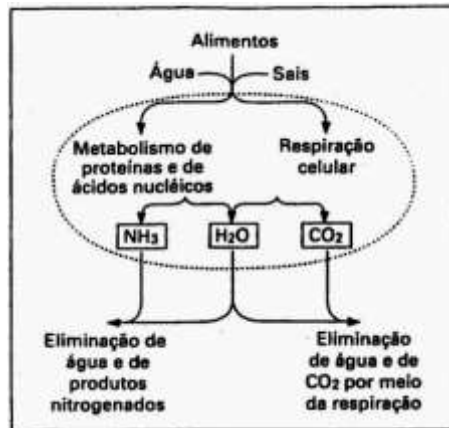 Alimentos
Água Sais
Metabolismo de
proteínas e de
ácidos nucléicos
Respiração
celular
NH₃ H₂O CO₂
Eliminação de
água e de
produtos
nitrogenados
Eliminação
de água e de
CO₂ por meio
da respiração